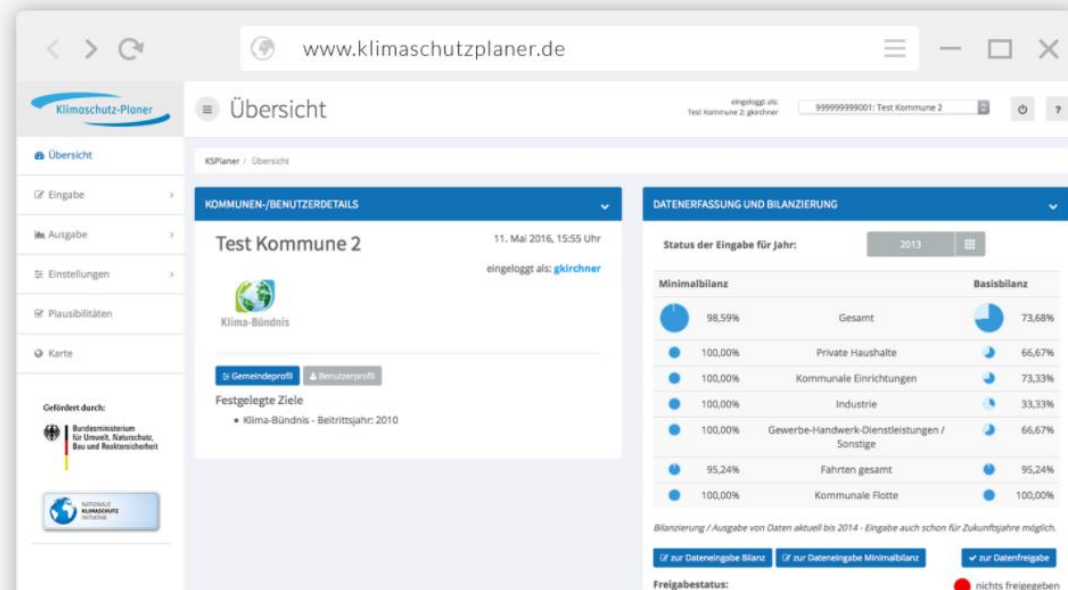 www.klimaschutzplaner.de
Klimaschutz-Planer
Übersicht
eingeloggt als:
Test Kommune 2: gkirchner
999999999001: Test Kommune 2
?
Übersicht
Eingabe
Ausgabe
Einstellungen
Plausibilitäten
Karte
Gefördert durch:
Bundesministerium
für Umwelt, Naturschutz,
Bau und Reaktorsicherheit
NATIONALE
KLIMASCHUTZ
INITIATIVE
KSPlaner / Übersicht
KOMMUNEN-/BENUTZERDETAILS
Test Kommune 2
11. Mai 2016, 15:55 Uhr
eingeloggt als: gkirchner
Klima-Bündnis
Gemeindeprofil Benutzerprofil
Festgelegte Ziele
• Klima-Bündnis - Beitrittsjahr: 2010
DATENERFASSUNG UND BILANZIERUNG
Status der Eingabe für Jahr: 2013
Minimalbilanz Basisbilanz
98,59% Gesamt 73,68%
100,00% Private Haushalte 66,67%
100,00% Kommunale Einrichtungen 73,33%
100,00% Industrie 33,33%
100,00% Gewerbe-Handwerk-Dienstleistungen / 66,67%
Sonstige
95,24% Fahrten gesamt 95,24%
100,00% Kommunale Flotte 100,00%
Bilanzierung / Ausgabe von Daten aktuell bis 2014 - Eingabe auch schon für Zukunftsjahre möglich.
zur Dateneingabe Bilanz zur Dateneingabe Minimalbilanz zur Datenfreigabe
Freigabestatus: nichts freigegeben